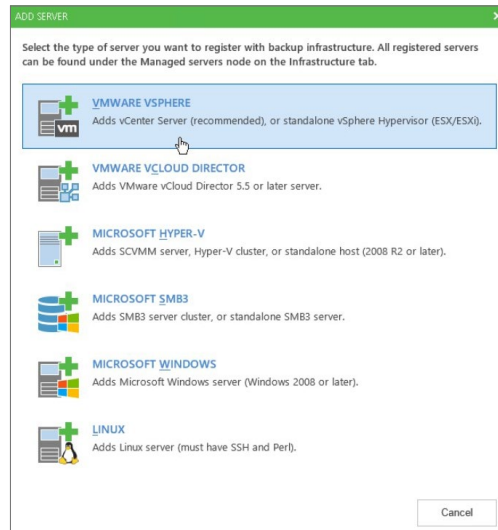 ADD SERVER
Select the type of server you want to register with backup infrastructure. All registered servers
can be found under the Managed servers node on the Infrastructure tab.
VMWARE VSPHERE
Adds vCenter Server (recommended), or standalone vSphere Hypervisor (ESX/ESXi).
vm
VMWARE VCLOUD DIRECTOR
Adds VMware vCloud Director 5.5 or later server.
MICROSOFT HYPER-V
Adds SCVMM server, Hyper-V cluster, or standalone host (2008 R2 or later).
MICROSOFT SMB3
Adds SMB3 server cluster, or standalone SMB3 server.
MICROSOFT WINDOWS
Adds Microsoft Windows server (Windows 2008 or later).
LINUX
Adds Linux server (must have SSH and Perl).
Cancel